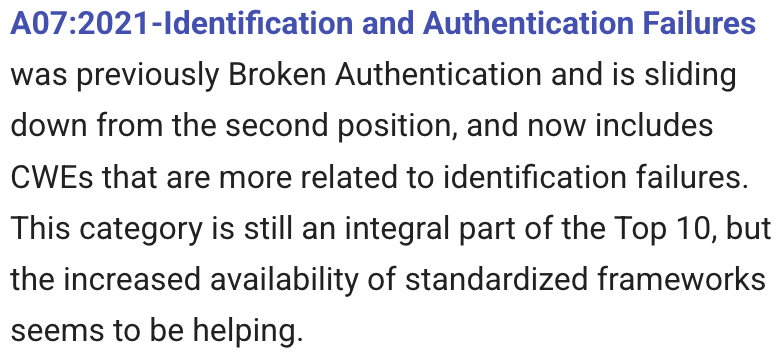 A07:2021-Identification and Authentication Failures
was previously Broken Authentication and is sliding
down from the second position, and now includes
CWEs that are more related to identification failures.
This category is still an integral part of the Top 10, but
the increased availability of standardized frameworks
seems to be helping.